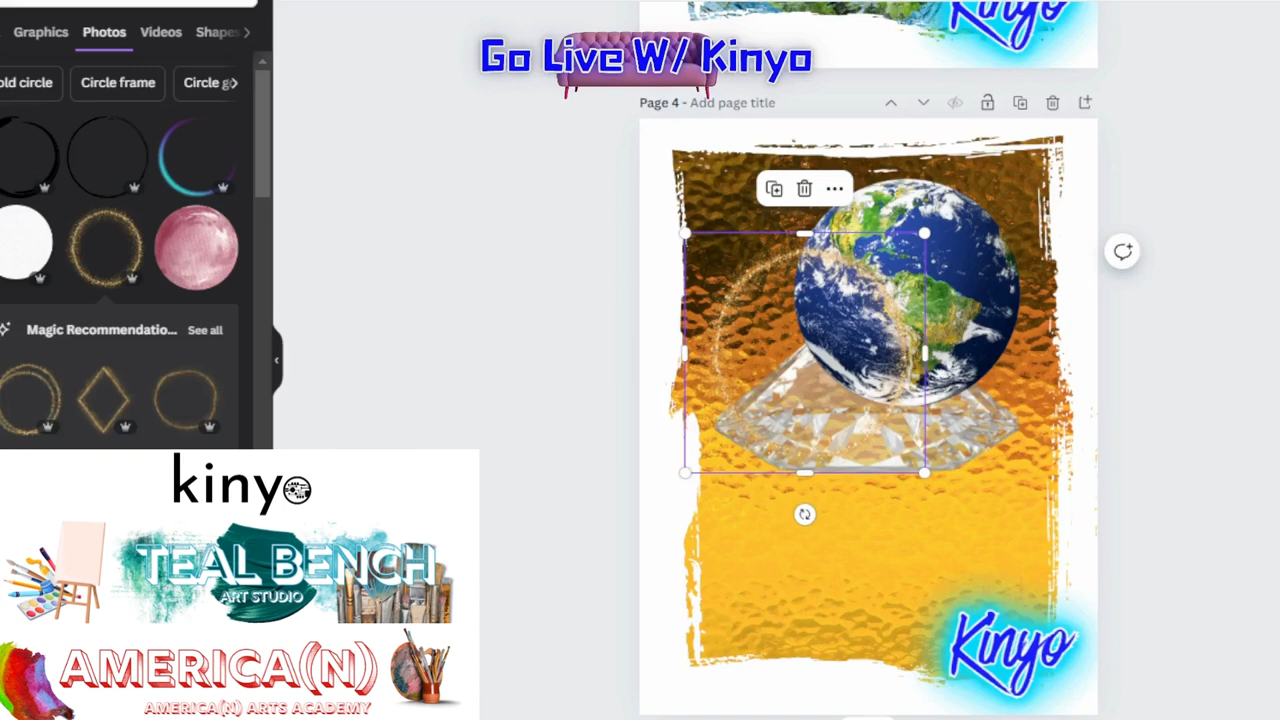 Graphics Photos Videos Shapes
old circle Circle frame Circle g
Magic Recommendatio... See all
Go Live W/ Kinyo
Kinyo
Page 4 - Add page title
Kinyo
kinyo
TEAL BENCH
ART STUDIO
AMERICA(N)
AMERICA(N) ARTS ACADEMY